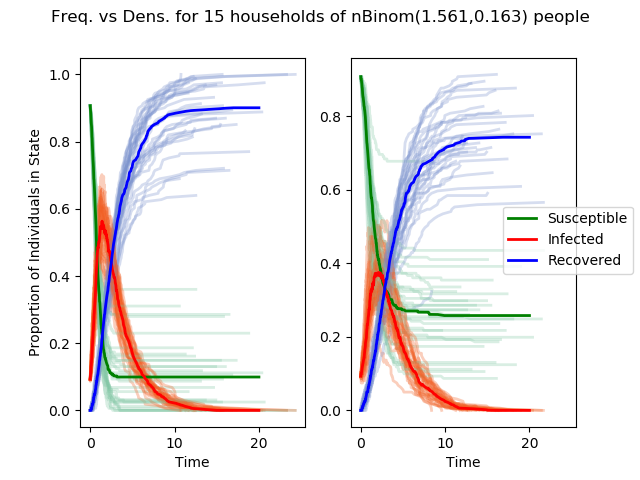 Freq. vs Dens. for 15 households of nBinom(1.561,0.163) people
Proportion of Individuals in State
1.0
0.8
0.6
0.4
0.2
0.0
0
10
20
Time
0.8
0.6
0.4
0.2
0.0
0
10
20
Time
Susceptible
Infected
Recovered